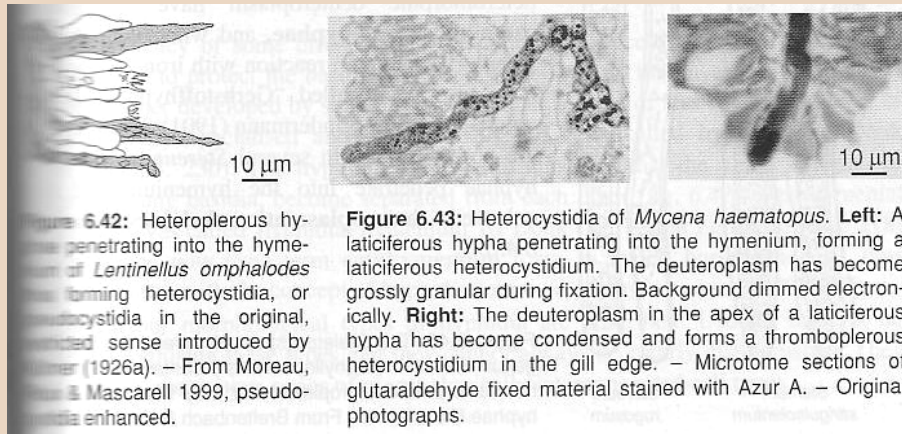 10 µm
10 µm
Figure 6.42: Heteroplerous hy-
penetrating into the hyme-
of Lentinellus omphalodes
forming heterocystidia, or
in the original,
sense introduced by
(1926a). – From Moreau,
& Mascarell 1999, pseudo-
enhanced.
Figure 6.43: Heterocystidia of Mycena haematopus. Left: A
laticiferous hypha penetrating into the hymenium, forming a
laticiferous heterocystidium. The deuteroplasm has become
grossly granular during fixation. Background dimmed electron-
ically. Right: The deuteroplasm in the apex of a laticiferous
hypha has become condensed and forms a thromboplerous
heterocystidium in the gill edge. – Microtome sections of
glutaraldehyde fixed material stained with Azur A. – Original
photographs.